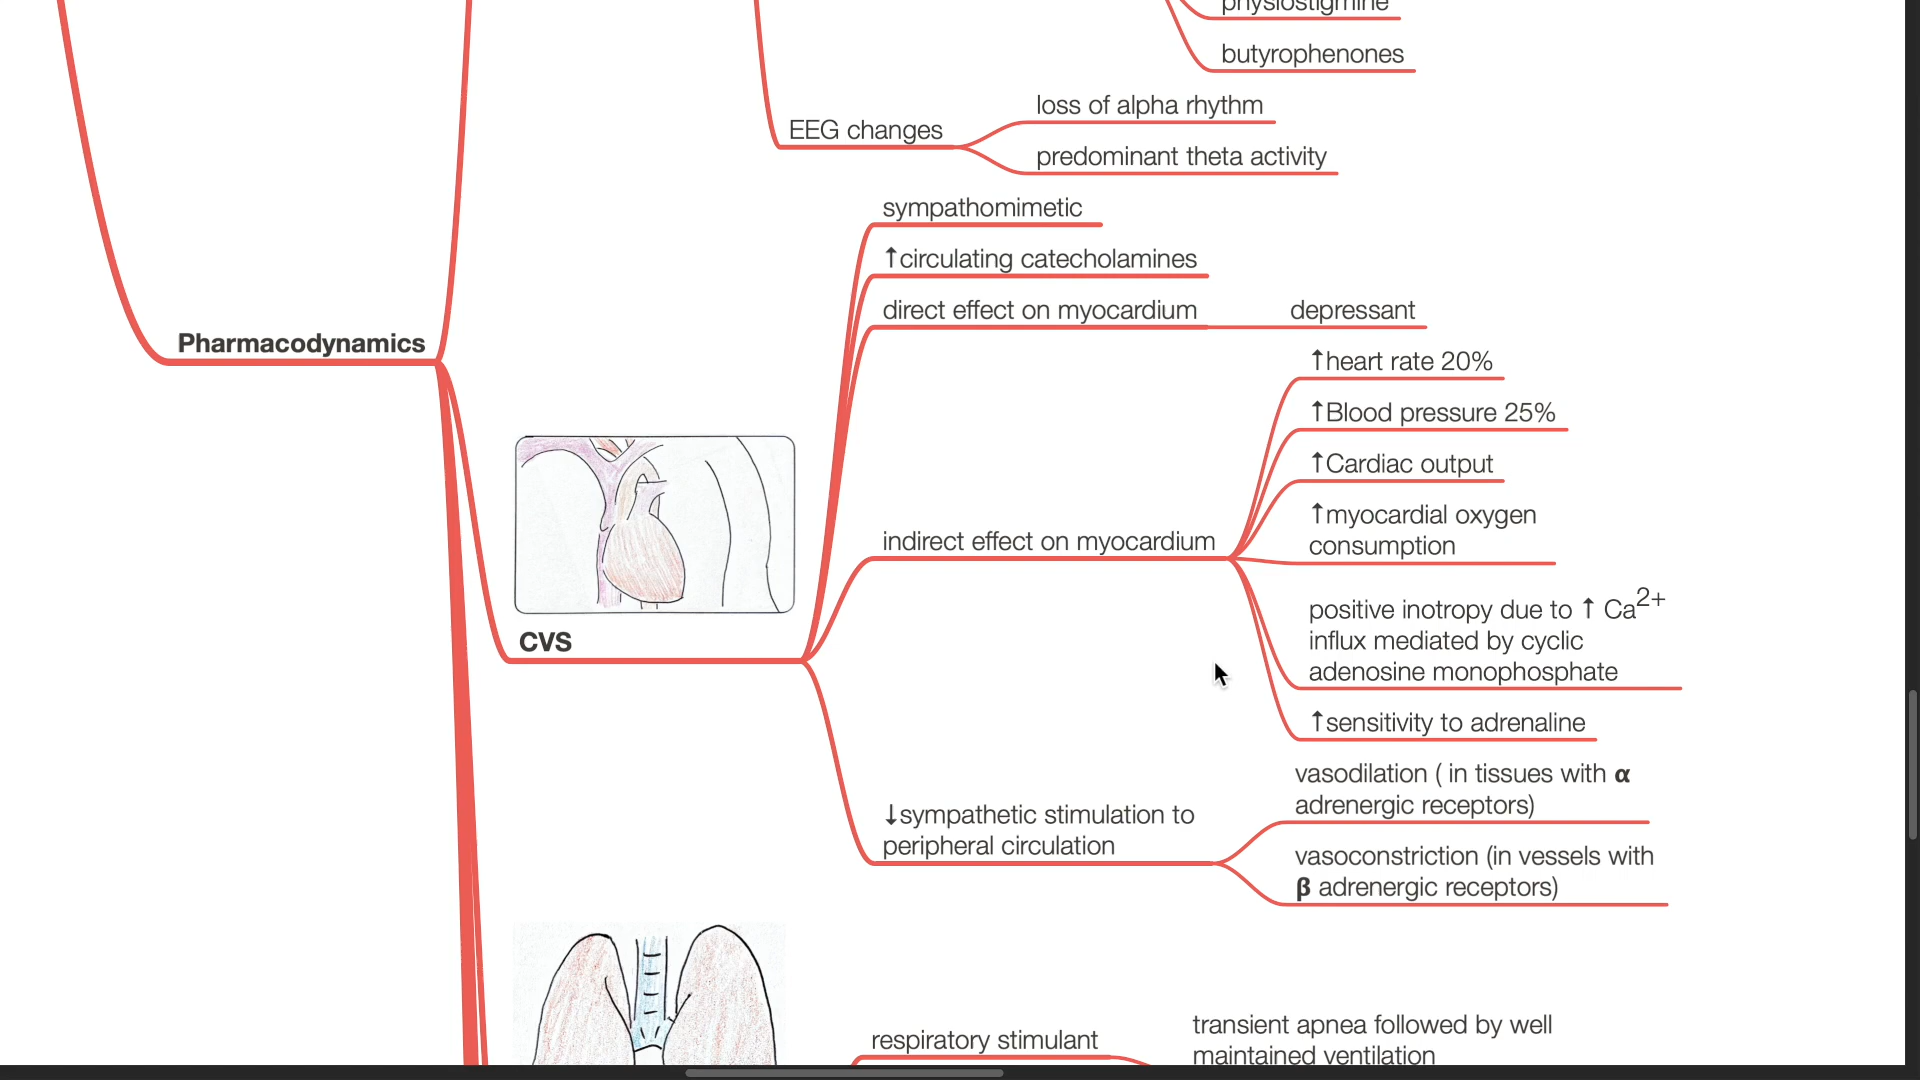 physiostigmine
butyrophenones
EEG changes
loss of alpha rhythm
predominant theta activity
Pharmacodynamics
CVS
sympathomimetic
↑circulating catecholamines
direct effect on myocardium
depressant
indirect effect on myocardium
↑heart rate 20%
↑Blood pressure 25%
↑Cardiac output
↑myocardial oxygen
consumption
positive inotropy due to ↑ Ca2+
influx mediated by cyclic
adenosine monophosphate
↑sensitivity to adrenaline
↓sympathetic stimulation to
peripheral circulation
vasodilation ( in tissues with α
adrenergic receptors)
vasoconstriction (in vessels with
β adrenergic receptors)
respiratory stimulant
transient apnea followed by well
maintained ventilation